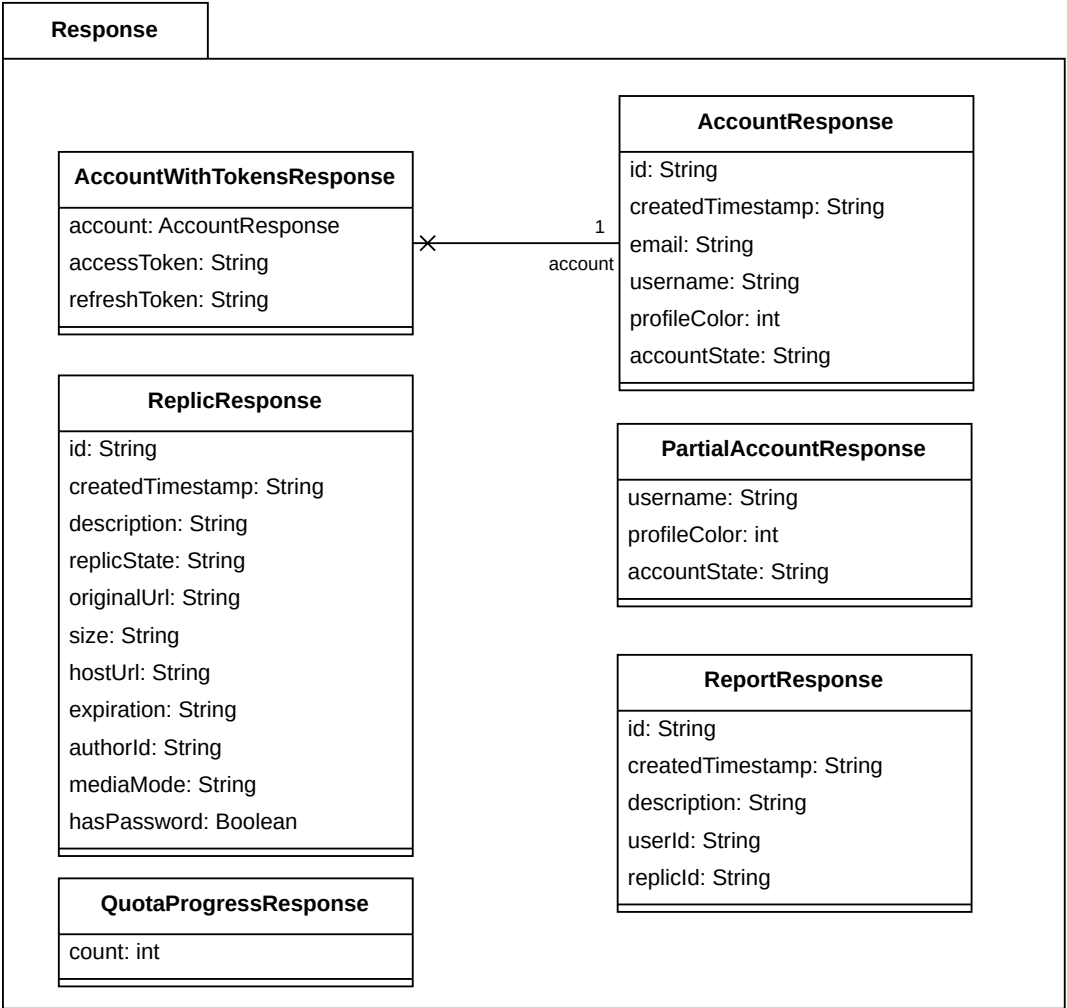 Response
AccountWithTokensResponse
account: AccountResponse
accessToken: String
refreshToken: String
1
account
AccountResponse
id: String
createdTimestamp: String
email: String
username: String
profileColor: int
accountState: String
ReplicResponse
id: String
createdTimestamp: String
description: String
replicState: String
originalUrl: String
size: String
hostUrl: String
expiration: String
authorId: String
mediaMode: String
hasPassword: Boolean
PartialAccountResponse
username: String
profileColor: int
accountState: String
ReportResponse
id: String
createdTimestamp: String
description: String
userId: String
replicId: String
QuotaProgressResponse
count: int